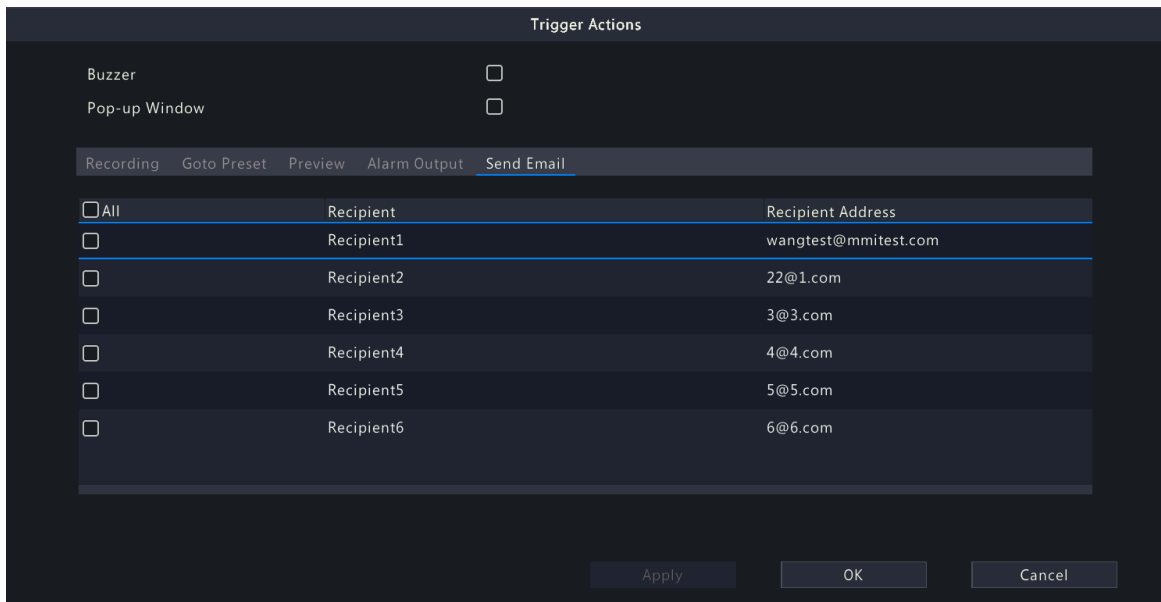 Trigger Actions
Buzzer
Pop-up Window
Recording Goto Preset Preview Alarm Output Send Email
All Recipient Recipient Address
Recipient1 wangtest@mmitest.com
Recipient2 22@1.com
Recipient3 3@3.com
Recipient4 4@4.com
Recipient5 5@5.com
Recipient6 6@6.com
Apply OK Cancel